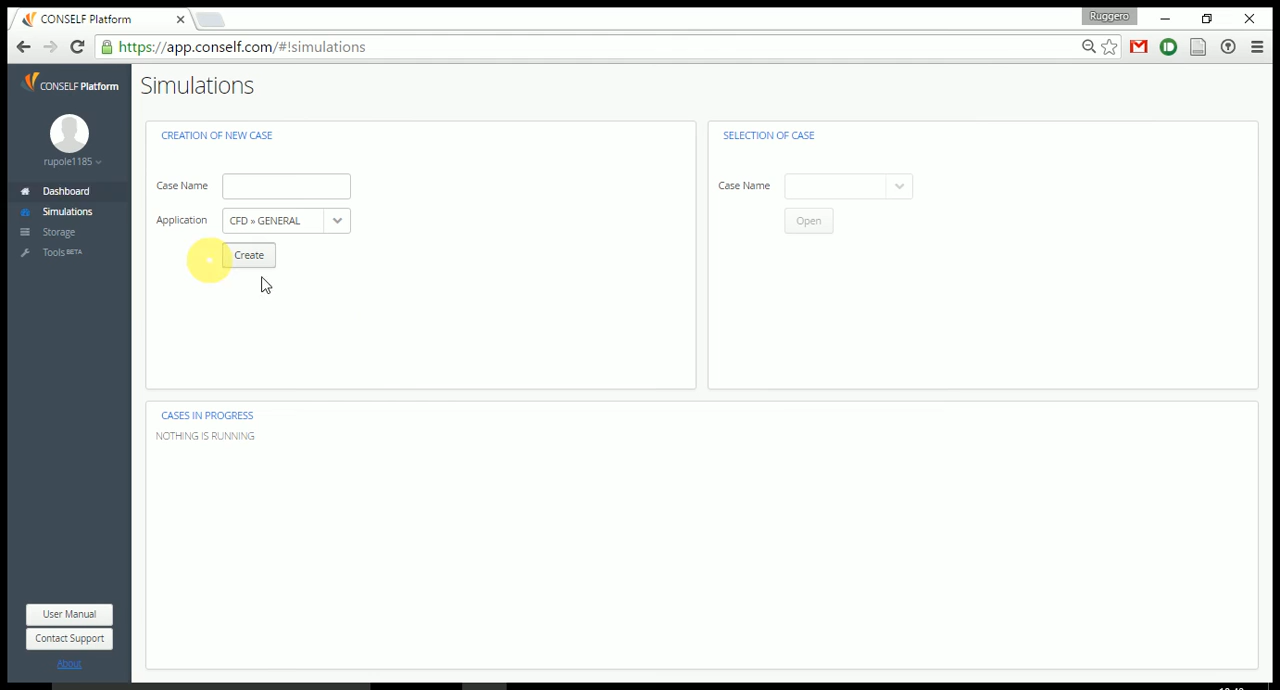 CONSELF Platform
Ruggero
https://app.conself.com/#!simulations
CONSELF Platform
Simulations
rupole1185
Dashboard
Simulations
Storage
Tools BETA
CREATION OF NEW CASE
Case Name
Application
CFD » GENERAL
Create
SELECTION OF CASE
Case Name
Open
CASES IN PROGRESS
NOTHING IS RUNNING
User Manual
Contact Support
About